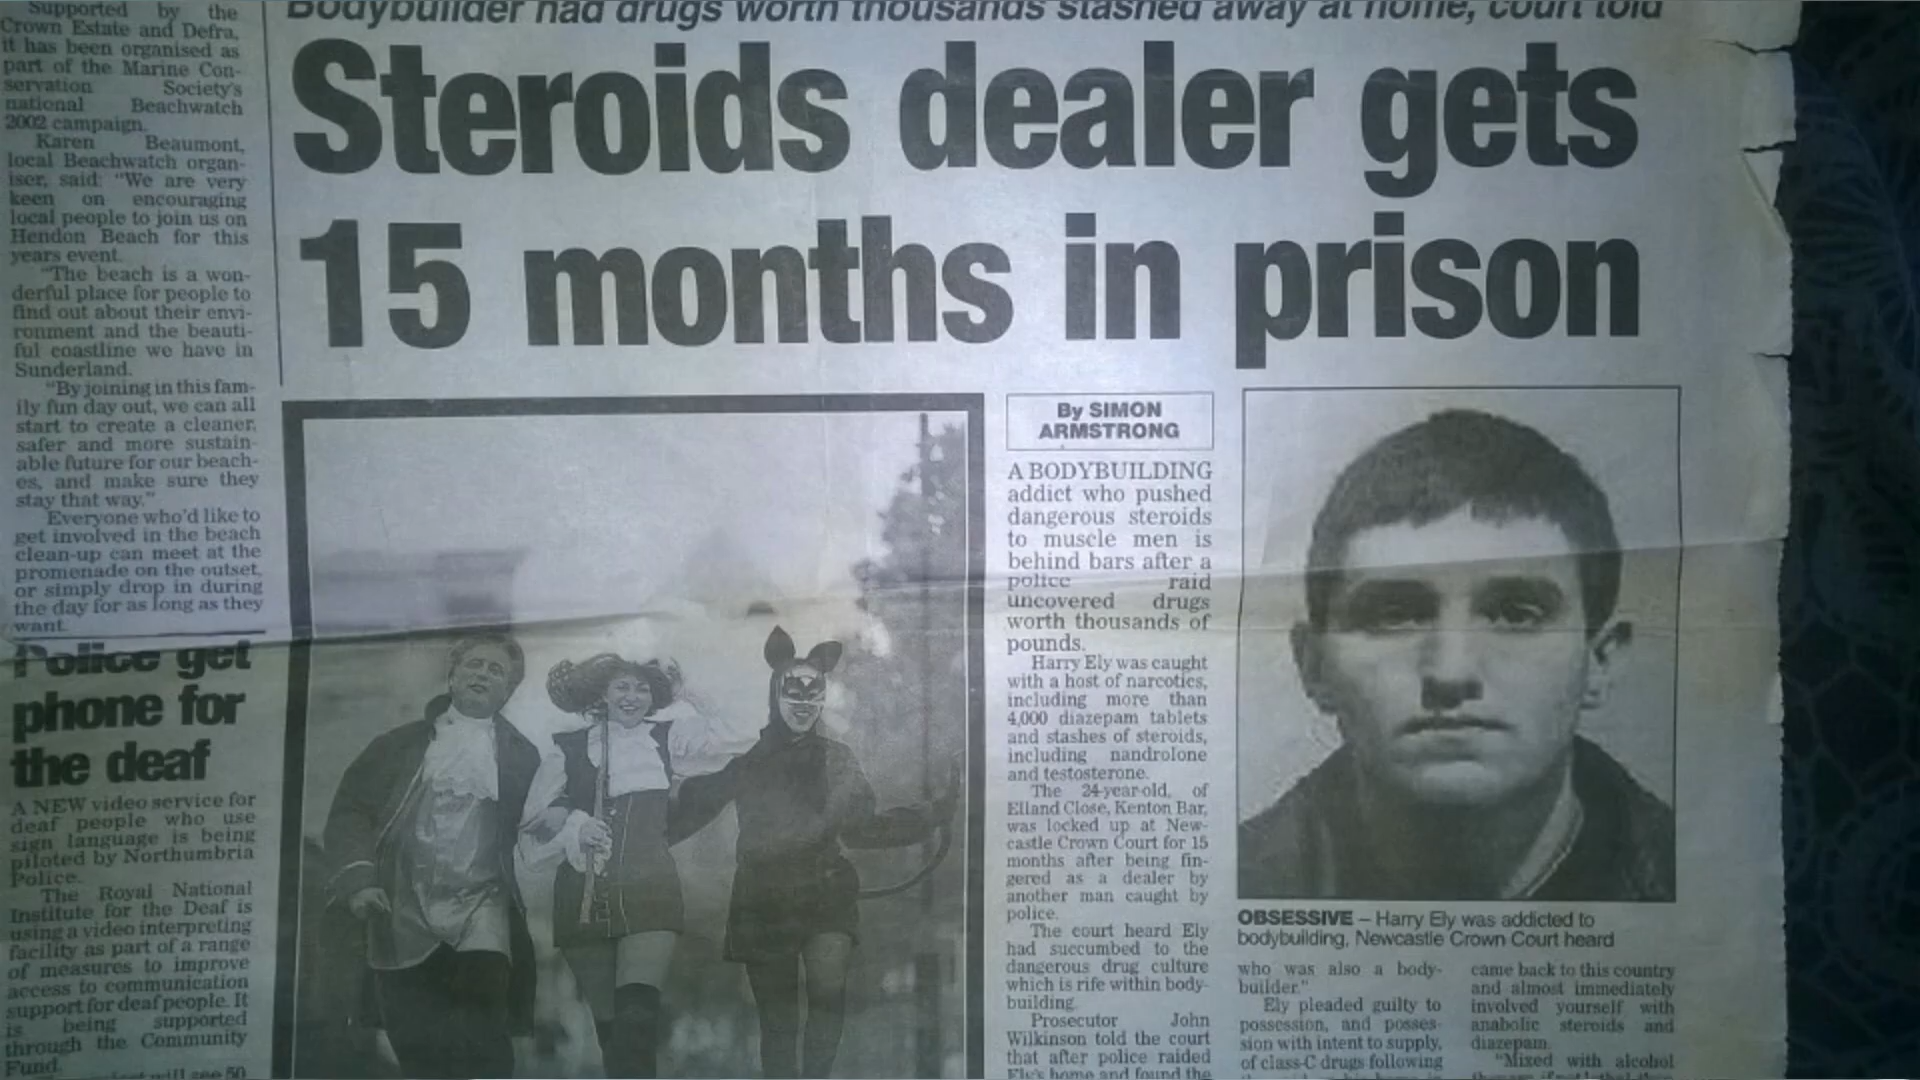 Supported by the
Crown Estate and Defra,
it has been organised as
part of the Marine Con-
servation Society's
national Beachwatch
2002 campaign.
Karen Beaumont,
local Beachwatch organ-
iser, said: "We are very
keen on encouraging
local people to join us on
Hendon Beach for this
years event.
"The beach is a won-
derful place for people to
find out about their envi-
ronment and the beauti-
ful coastline we have in
Sunderland.
"By joining in this fam-
ily fun day out, we can all
start to create a cleaner,
safer and more sustain-
able future for our beach-
es, and make sure they
stay that way."
Everyone who'd like to
get involved in the beach
clean-up can meet at the
promenade on the outset,
or simply drop in during
the day for as long as they
want.
Police get
phone for
the deaf
A NEW video service for
deaf people who use
sign language is being
piloted by Northumbria
Police.
The Royal National
Institute for the Deaf is
using a video interpreting
facility as part of a range
of measures to improve
access to communication
support for deaf people. It
is being supported
through the Community
Fund.
will see 50
Bodybuilder had drugs worth thousands stashed away at home, court told
Steroids dealer gets
15 months in prison
By SIMON
ARMSTRONG
A BODYBUILDING
addict who pushed
dangerous steroids
to muscle men is
behind bars after a
police raid
uncovered drugs
worth thousands of
pounds.
Harry Ely was caught
with a host of narcotics,
including more than
4,000 diazepam tablets
and stashes of steroids,
including nandrolone
and testosterone.
The 24-year-old, of
Elland Close, Kenton Bar,
was locked up at New-
castle Crown Court for 15
months after being fin-
gered as a dealer by
another man caught by
police.
The court heard Ely
had succumbed to the
dangerous drug culture
which is rife within body-
building.
Prosecutor John
Wilkinson told the court
that after police raided
Ely's home and found the
OBSESSIVE – Harry Ely was addicted to
bodybuilding, Newcastle Crown Court heard
who was also a body-
builder."
Ely pleaded guilty to
possession, and posses-
sion with intent to supply,
of class-C drugs following
came back to this country
and almost immediately
involved yourself with
anabolic steroids and
diazepam.
"Mixed with alcohol